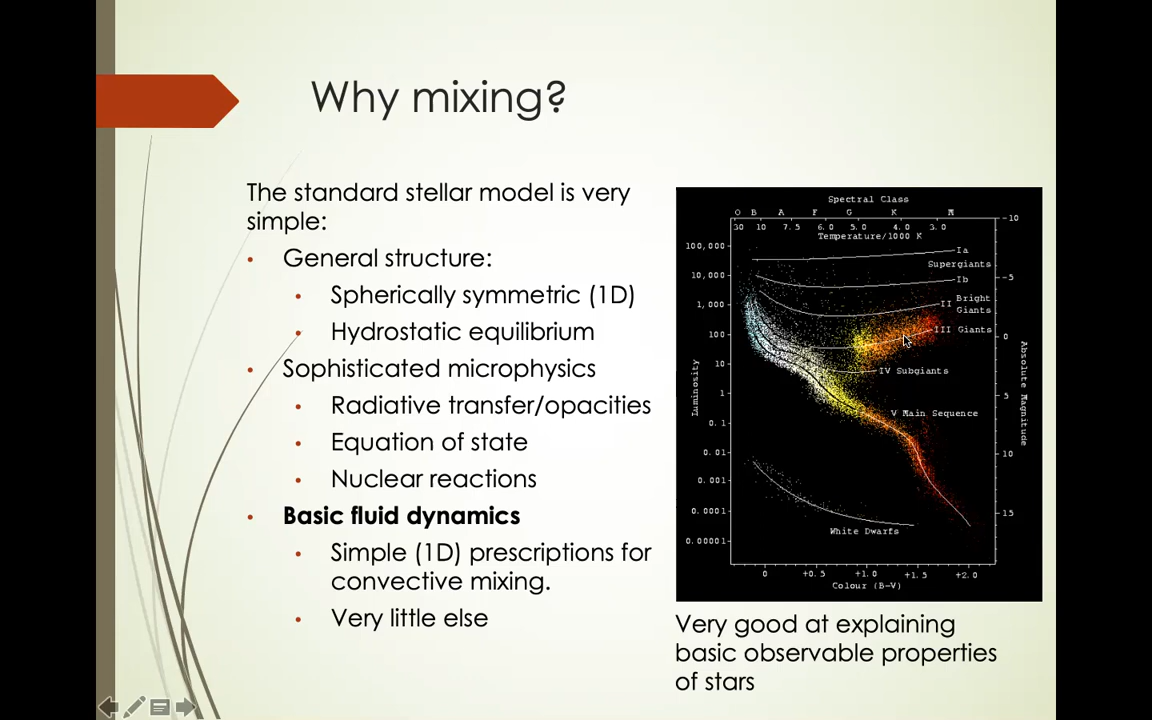 Why mixing?
The standard stellar model is very
simple:
General structure:
Spherically symmetric (1D)
Hydrostatic equilibrium
Sophisticated microphysics
Radiative transfer/opacities
Equation of state
Nuclear reactions
Basic fluid dynamics
Simple (1D) prescriptions for
convective mixing.
Very little else
Spectral Class
O B A F G K M
30 10 7.5 6.0 5.0 4.0 3.0
Temperature/1000 K
-10
100,000
Ia
Supergiants
10,000
Ib
-5
1,000
II Bright
Giants
100
III Giants
0
10
IV Subgiants
1
5
V Main Sequence
0.1
0.01
10
0.001
0.0001
15
White Dwarfs
0.00001
Luminosity
Absolute Magnitude
0 +0.5 +1.0 +1.5 +2.0
Colour (B-V)
Very good at explaining
basic observable properties
of stars